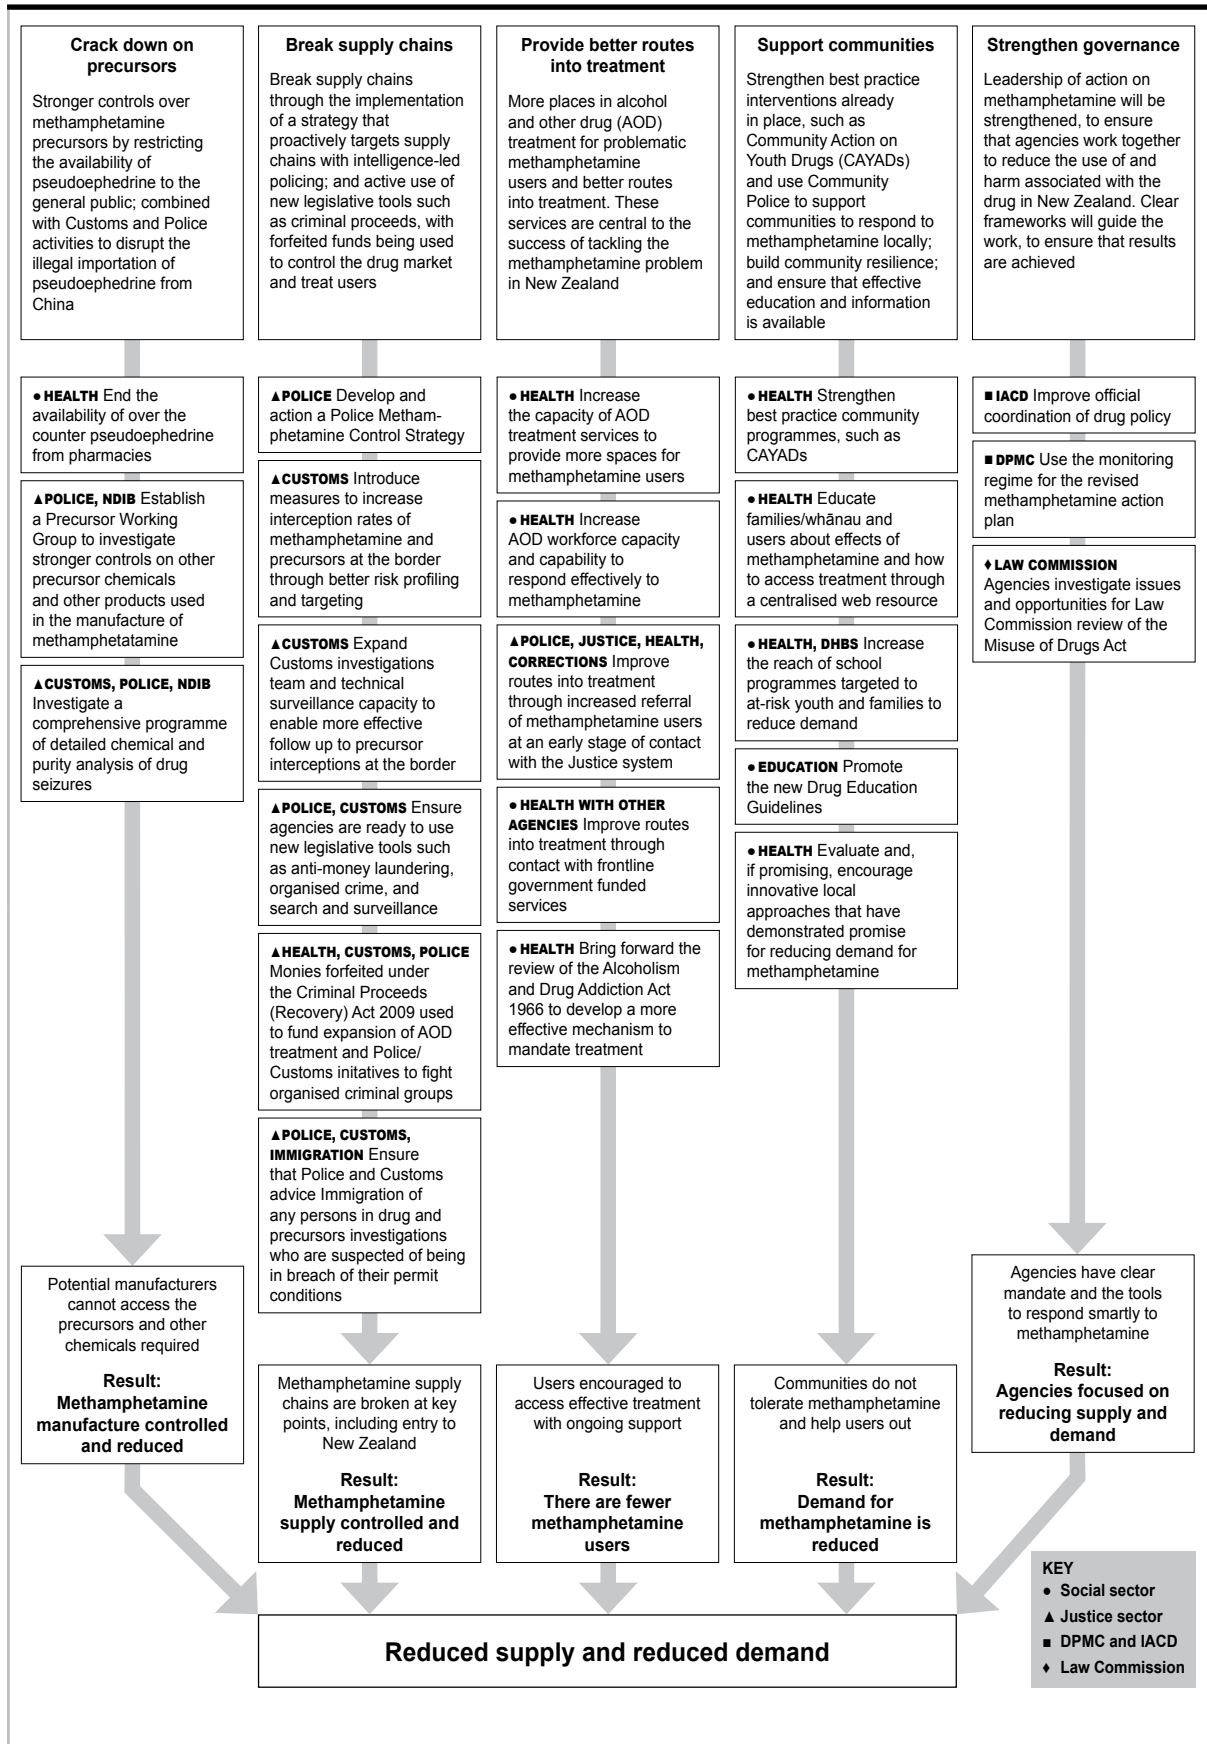 Crack down on
precursors
Stronger controls over
methamphetamine
precursors by restricting
the availability of
pseudoephedrine to the
general public; combined
with Customs and Police
activities to disrupt the
illegal importation of
pseudoephedrine from
China
● HEALTH End the
availability of over the
counter pseudoephedrine
from pharmacies
▲POLICE, NDIB Establish
a Precursor Working
Group to investigate
stronger controls on other
precursor chemicals
and other products used
in the manufacture of
methamphetatamine
▲CUSTOMS, POLICE, NDIB
Investigate a
comprehensive programme
of detailed chemical and
purity analysis of drug
seizures
Potential manufacturers
cannot access the
precursors and other
chemicals required
Result:
Methamphetamine
manufacture controlled
and reduced
Break supply chains
Break supply chains
through the implementation
of a strategy that
proactively targets supply
chains with intelligence-led
policing; and active use of
new legislative tools such
as criminal proceeds, with
forfeited funds being used
to control the drug market
and treat users
▲POLICE Develop and
action a Police Metham-
phetamine Control Strategy
▲CUSTOMS Introduce
measures to increase
interception rates of
methamphetamine and
precursors at the border
through better risk profiling
and targeting
▲CUSTOMS Expand
Customs investigations
team and technical
surveillance capacity to
enable more effective
follow up to precursor
interceptions at the border
▲POLICE, CUSTOMS Ensure
agencies are ready to use
new legislative tools such
as anti-money laundering,
organised crime, and
search and surveillance
▲HEALTH, CUSTOMS, POLICE
Monies forfeited under
the Criminal Proceeds
(Recovery) Act 2009 used
to fund expansion of AOD
treatment and Police/
Customs initatives to fight
organised criminal groups
▲POLICE, CUSTOMS,
IMMIGRATION Ensure
that Police and Customs
advice Immigration of
any persons in drug and
precursors investigations
who are suspected of being
in breach of their permit
conditions
Methamphetamine supply
chains are broken at key
points, including entry to
New Zealand
Result:
Methamphetamine
supply controlled and
reduced
Provide better routes
into treatment
More places in alcohol
and other drug (AOD)
treatment for problematic
methamphetamine
users and better routes
into treatment. These
services are central to the
success of tackling the
methamphetamine problem
in New Zealand
● HEALTH Increase
the capacity of AOD
treatment services to
provide more spaces for
methamphetamine users
● HEALTH Increase
AOD workforce capacity
and capability to
respond effectively to
methamphetamine
▲POLICE, JUSTICE, HEALTH,
CORRECTIONS Improve
routes into treatment
through increased referral
of methamphetamine users
at an early stage of contact
with the Justice system
● HEALTH WITH OTHER
AGENCIES Improve routes
into treatment through
contact with frontline
government funded
services
● HEALTH Bring forward the
review of the Alcoholism
and Drug Addiction Act
1966 to develop a more
effective mechanism to
mandate treatment
Users encouraged to
access effective treatment
with ongoing support
Result:
There are fewer
methamphetamine
users
Support communities
Strengthen best practice
interventions already
in place, such as
Community Action on
Youth Drugs (CAYADs)
and use Community
Police to support
communities to respond to
methamphetamine locally;
build community resilience;
and ensure that effective
education and information
is available
● HEALTH Strengthen
best practice community
programmes, such as
CAYADs
● HEALTH Educate
families/whānau and
users about effects of
methamphetamine and how
to access treatment through
a centralised web resource
● HEALTH, DHBS Increase
the reach of school
programmes targeted to
at-risk youth and families to
reduce demand
● EDUCATION Promote
the new Drug Education
Guidelines
● HEALTH Evaluate and,
if promising, encourage
innovative local
approaches that have
demonstrated promise
for reducing demand for
methamphetamine
Communities do not
tolerate methamphetamine
and help users out
Result:
Demand for
methamphetamine is
reduced
Strengthen governance
Leadership of action on
methamphetamine will be
strengthened, to ensure
that agencies work together
to reduce the use of and
harm associated with the
drug in New Zealand. Clear
frameworks will guide the
work, to ensure that results
are achieved
■ IACD Improve official
coordination of drug policy
■ DPMC Use the monitoring
regime for the revised
methamphetamine action
plan
♦ LAW COMMISSION
Agencies investigate issues
and opportunities for Law
Commission review of the
Misuse of Drugs Act
Agencies have clear
mandate and the tools
to respond smartly to
methamphetamine
Result:
Agencies focused on
reducing supply and
demand
Reduced supply and reduced demand
KEY
● Social sector
▲ Justice sector
■ DPMC and IACD
♦ Law Commission